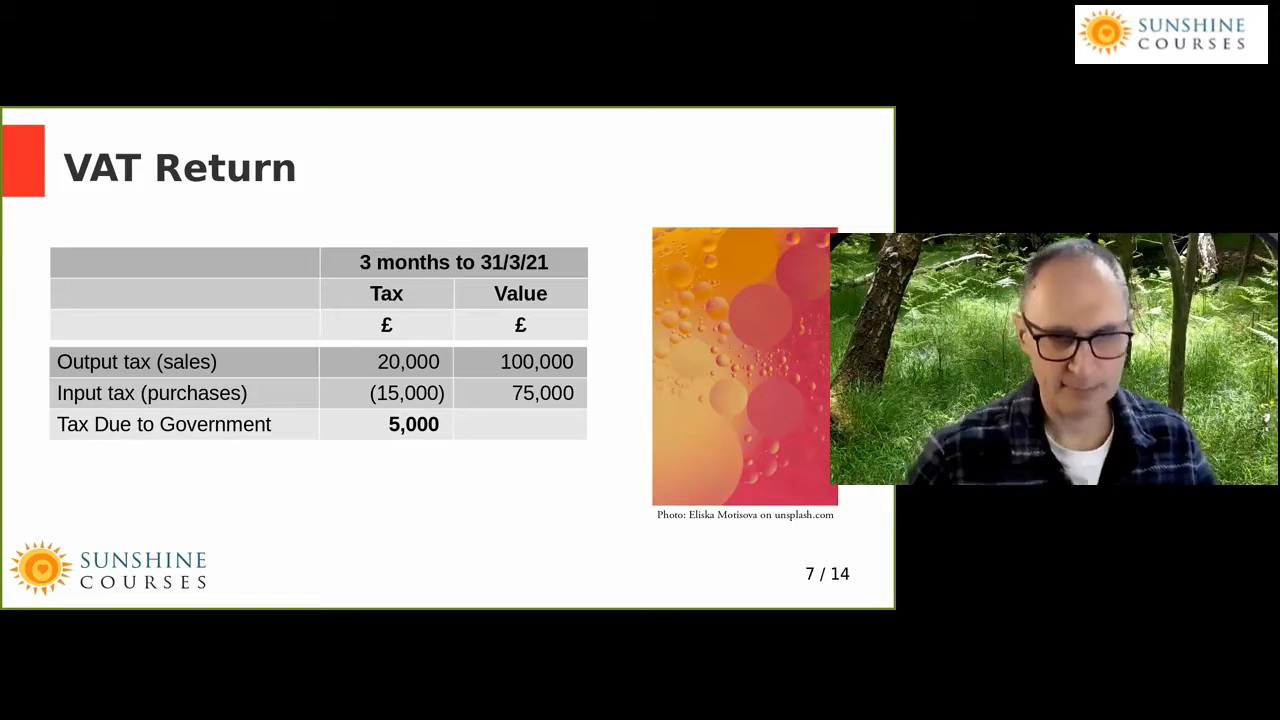 SUNSHINE
COURSES
VAT Return
3 months to 31/3/21
Tax Value
£ £
Output tax (sales) 20,000 100,000
Input tax (purchases) (15,000) 75,000
Tax Due to Government 5,000
Photo: Eliska Motisova on unsplash.com
SUNSHINE
COURSES
7 / 14